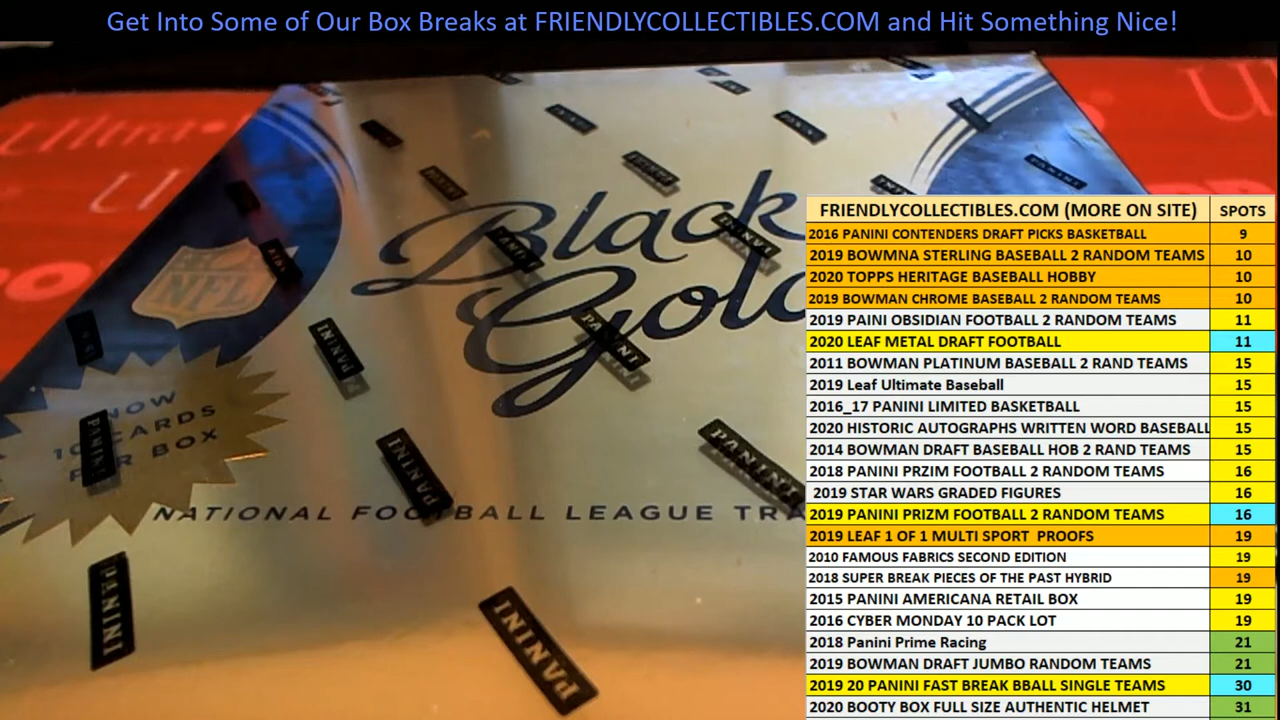 Get Into Some of Our Box Breaks at FRIENDLYCOLLECTIBLES.COM and Hit Something Nice!
Ultra
Black
Gold
NFL
NOW
10 CARDS
PER BOX
NATIONAL FOOTBALL LEAGUE TRA
PANINI
PANINI
PANINI
PANINI
PANINI
PANINI
PANINI
FRIENDLYCOLLECTIBLES.COM (MORE ON SITE) SPOTS
2016 PANINI CONTENDERS DRAFT PICKS BASKETBALL 9
2019 BOWMNA STERLING BASEBALL 2 RANDOM TEAMS 10
2020 TOPPS HERITAGE BASEBALL HOBBY 10
2019 BOWMAN CHROME BASEBALL 2 RANDOM TEAMS 10
2019 PAINI OBSIDIAN FOOTBALL 2 RANDOM TEAMS 11
2020 LEAF METAL DRAFT FOOTBALL 11
2011 BOWMAN PLATINUM BASEBALL 2 RAND TEAMS 15
2019 Leaf Ultimate Baseball 15
2016_17 PANINI LIMITED BASKETBALL 15
2020 HISTORIC AUTOGRAPHS WRITTEN WORD BASEBALL 15
2014 BOWMAN DRAFT BASEBALL HOB 2 RAND TEAMS 15
2018 PANINI PRZIM FOOTBALL 2 RANDOM TEAMS 16
2019 STAR WARS GRADED FIGURES 16
2019 PANINI PRIZM FOOTBALL 2 RANDOM TEAMS 16
2019 LEAF 1 OF 1 MULTI SPORT PROOFS 19
2010 FAMOUS FABRICS SECOND EDITION 19
2018 SUPER BREAK PIECES OF THE PAST HYBRID 19
2015 PANINI AMERICANA RETAIL BOX 19
2016 CYBER MONDAY 10 PACK LOT 19
2018 Panini Prime Racing 21
2019 BOWMAN DRAFT JUMBO RANDOM TEAMS 21
2019 20 PANINI FAST BREAK BBALL SINGLE TEAMS 30
2020 BOOTY BOX FULL SIZE AUTHENTIC HELMET 31